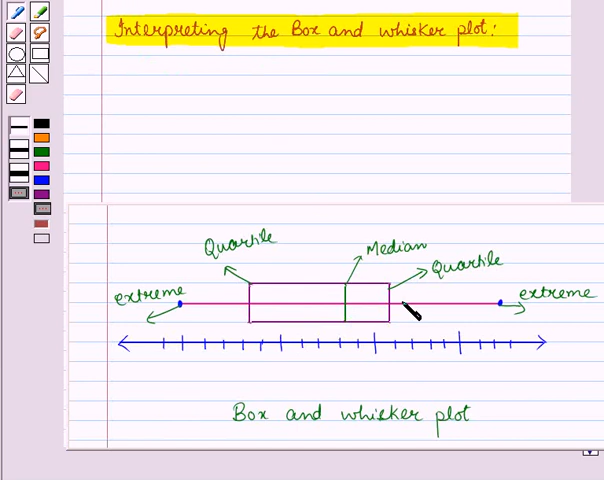 Interpreting the Box and whisker plot:
Quartile
Median
Quartile
extreme
extreme
Box and whisker plot